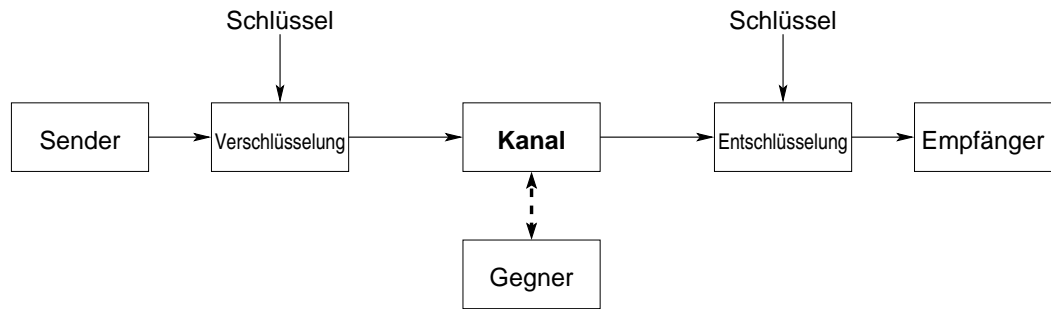 Schlüssel
Schlüssel
Sender
Verschlüsselung
Kanal
Entschlüsselung
Empfänger
Gegner